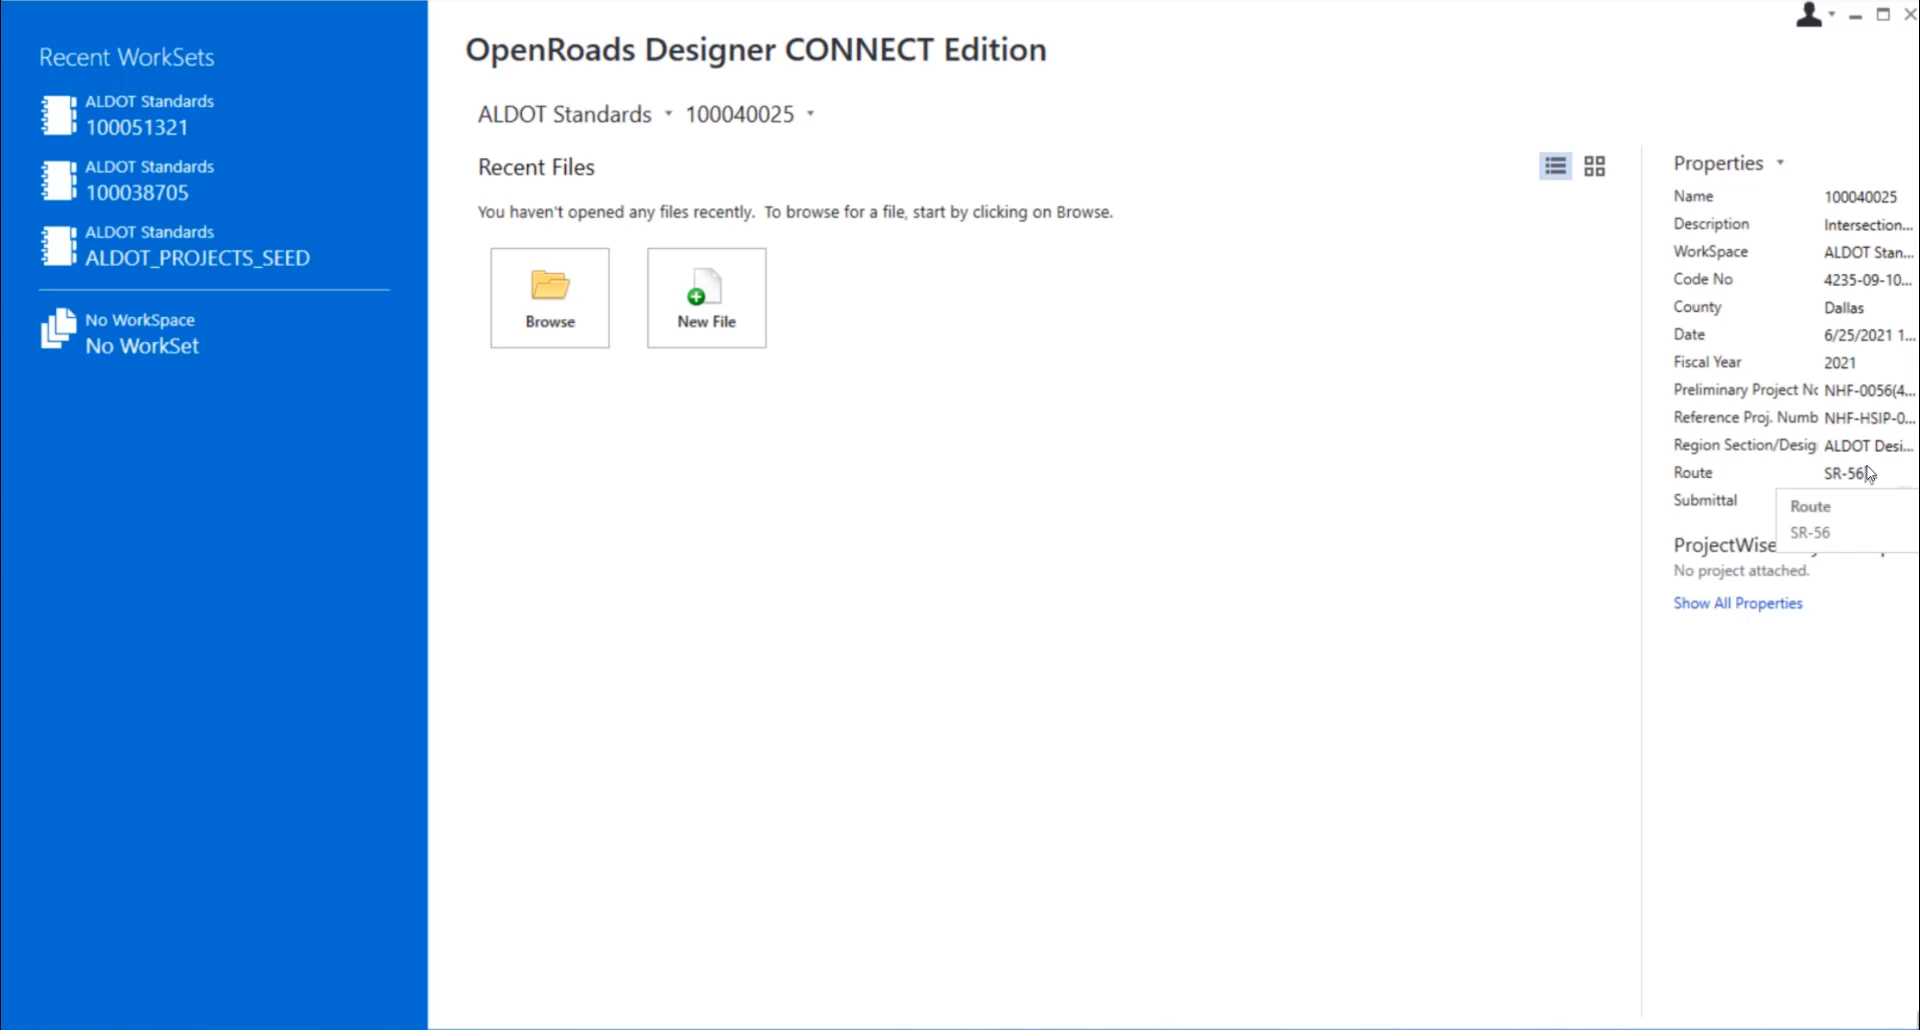 Recent WorkSets
ALDOT Standards
100051321
ALDOT Standards
100038705
ALDOT Standards
ALDOT_PROJECTS_SEED
No WorkSpace
No WorkSet
OpenRoads Designer CONNECT Edition
ALDOT Standards 100040025
Recent Files
You haven't opened any files recently. To browse for a file, start by clicking on Browse.
Browse
New File
Properties
Name 100040025
Description Intersection...
WorkSpace ALDOT Stan...
Code No 4235-09-10...
County Dallas
Date 6/25/2021 1...
Fiscal Year 2021
Preliminary Project Nc NHF-0056(4...
Reference Proj. Numb NHF-HSIP-0...
Region Section/Desig ALDOT Desi...
Route SR-56
Submittal
Route
SR-56
ProjectWise
No project attached.
Show All Properties